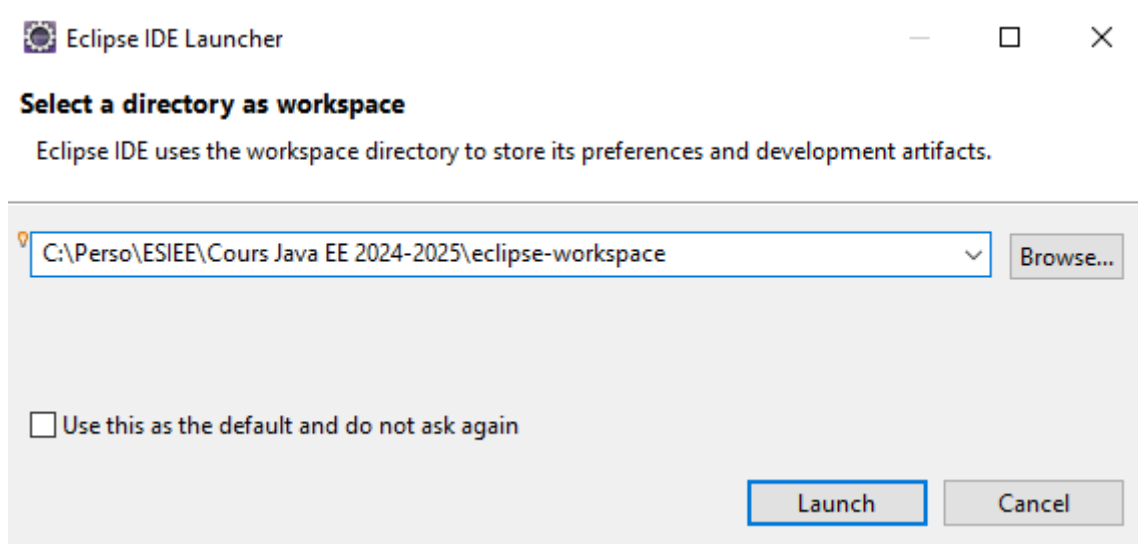 Eclipse IDE Launcher
Select a directory as workspace
Eclipse IDE uses the workspace directory to store its preferences and development artifacts.
C:\Perso\ESIEE\Cours Java EE 2024-2025\eclipse-workspace
Browse...
Use this as the default and do not ask again
Launch
Cancel